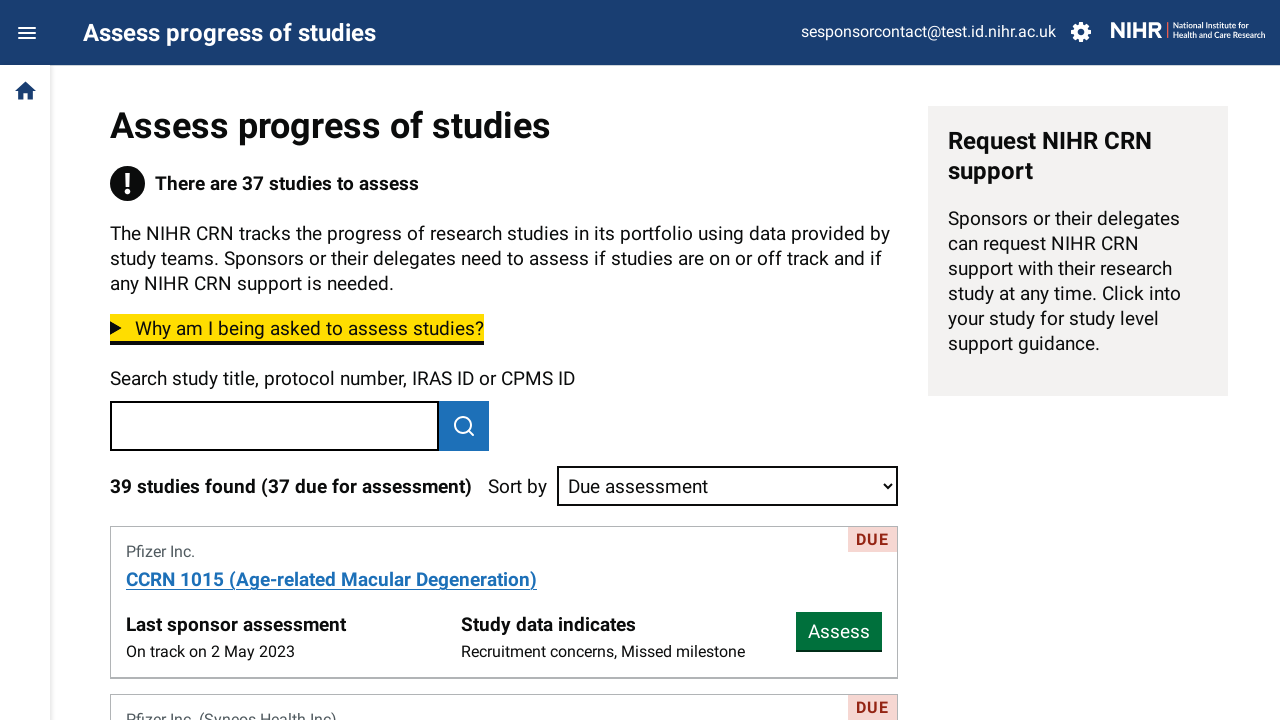 Assess progress of studies
sesponsorcontact@test.id.nihr.ac.uk
NIHR
National Institute for
Health and Care Research
Assess progress of studies
There are 37 studies to assess
The NIHR CRN tracks the progress of research studies in its portfolio using data provided by
study teams. Sponsors or their delegates need to assess if studies are on or off track and if
any NIHR CRN support is needed.
Why am I being asked to assess studies?
Search study title, protocol number, IRAS ID or CPMS ID
39 studies found (37 due for assessment)
Sort by
Due assessment
DUE
Pfizer Inc.
CCRN 1015 (Age-related Macular Degeneration)
Last sponsor assessment
On track on 2 May 2023
Study data indicates
Recruitment concerns, Missed milestone
Assess
DUE
Pfizer Inc. (Syneos Health Inc)
Request NIHR CRN
support
Sponsors or their delegates
can request NIHR CRN
support with their research
study at any time. Click into
your study for study level
support guidance.